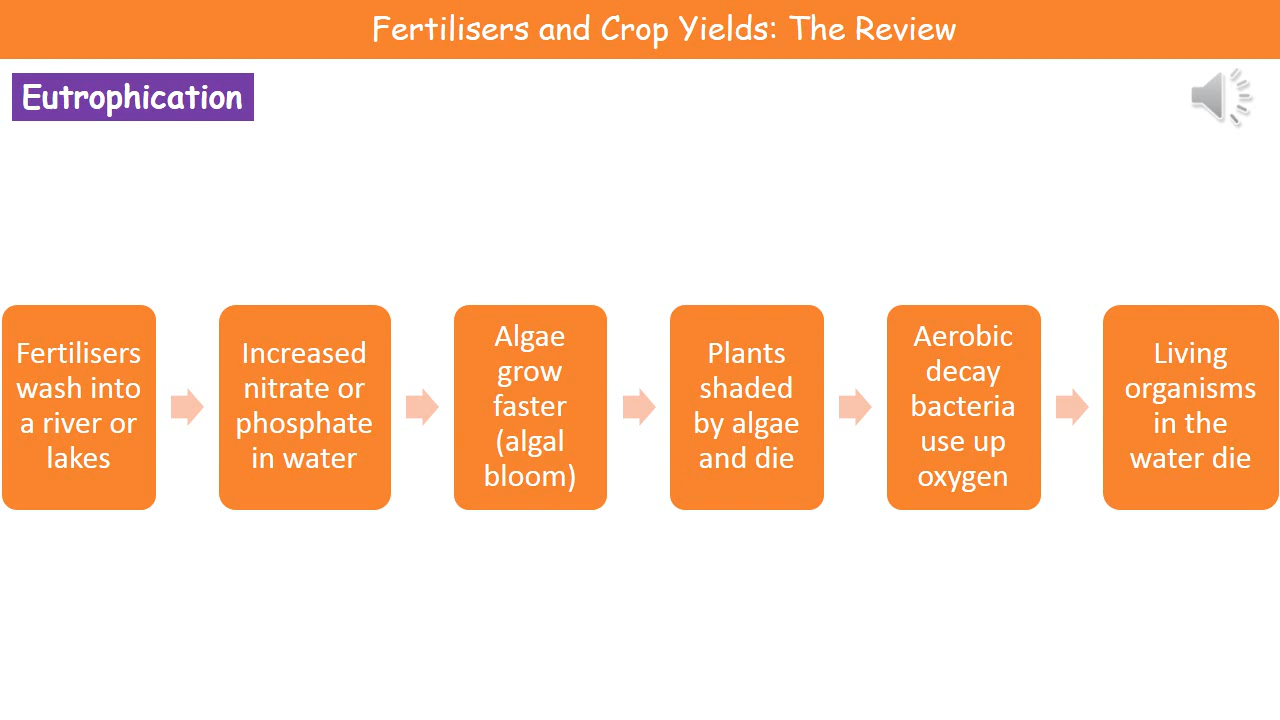 Fertilisers and Crop Yields: The Review
Eutrophication
Fertilisers
wash into
a river or
lakes
Increased
nitrate or
phosphate
in water
Algae
grow
faster
(algal
bloom)
Plants
shaded
by algae
and die
Aerobic
decay
bacteria
use up
oxygen
Living
organisms
in the
water die